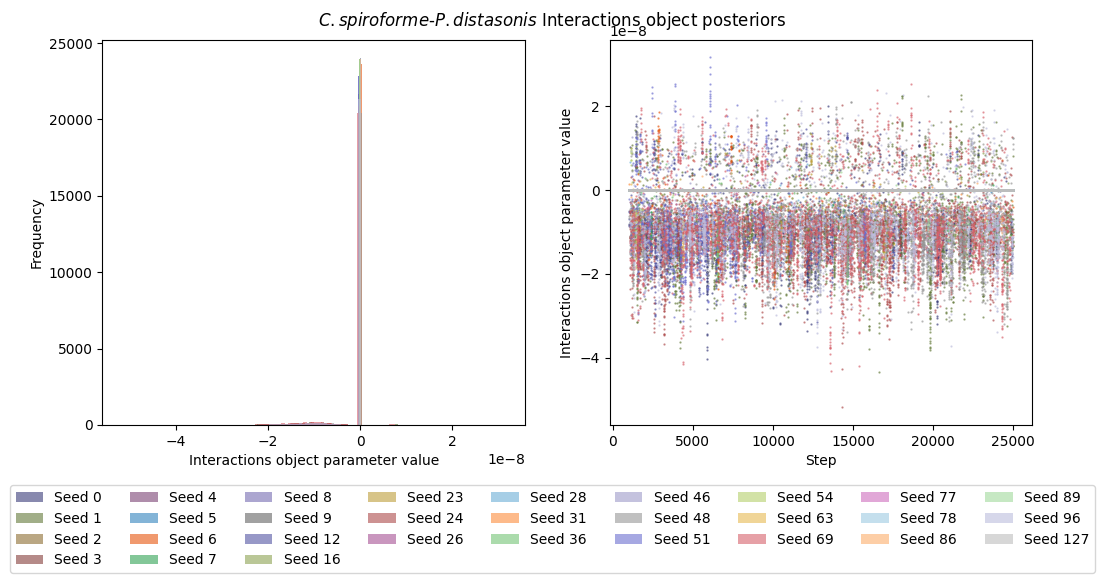 C. spiroforme-P. distasonis Interactions object posteriors
25000
20000
15000
10000
5000
0
Frequency
−4
−2
0
2
1e−8
Interactions object parameter value
1e−8
2
0
−2
−4
Interactions object parameter value
0
5000
10000
15000
20000
25000
Step
Seed 0
Seed 1
Seed 2
Seed 3
Seed 4
Seed 5
Seed 6
Seed 7
Seed 8
Seed 9
Seed 12
Seed 16
Seed 23
Seed 24
Seed 26
Seed 28
Seed 31
Seed 36
Seed 46
Seed 48
Seed 51
Seed 54
Seed 63
Seed 69
Seed 77
Seed 78
Seed 86
Seed 89
Seed 96
Seed 127